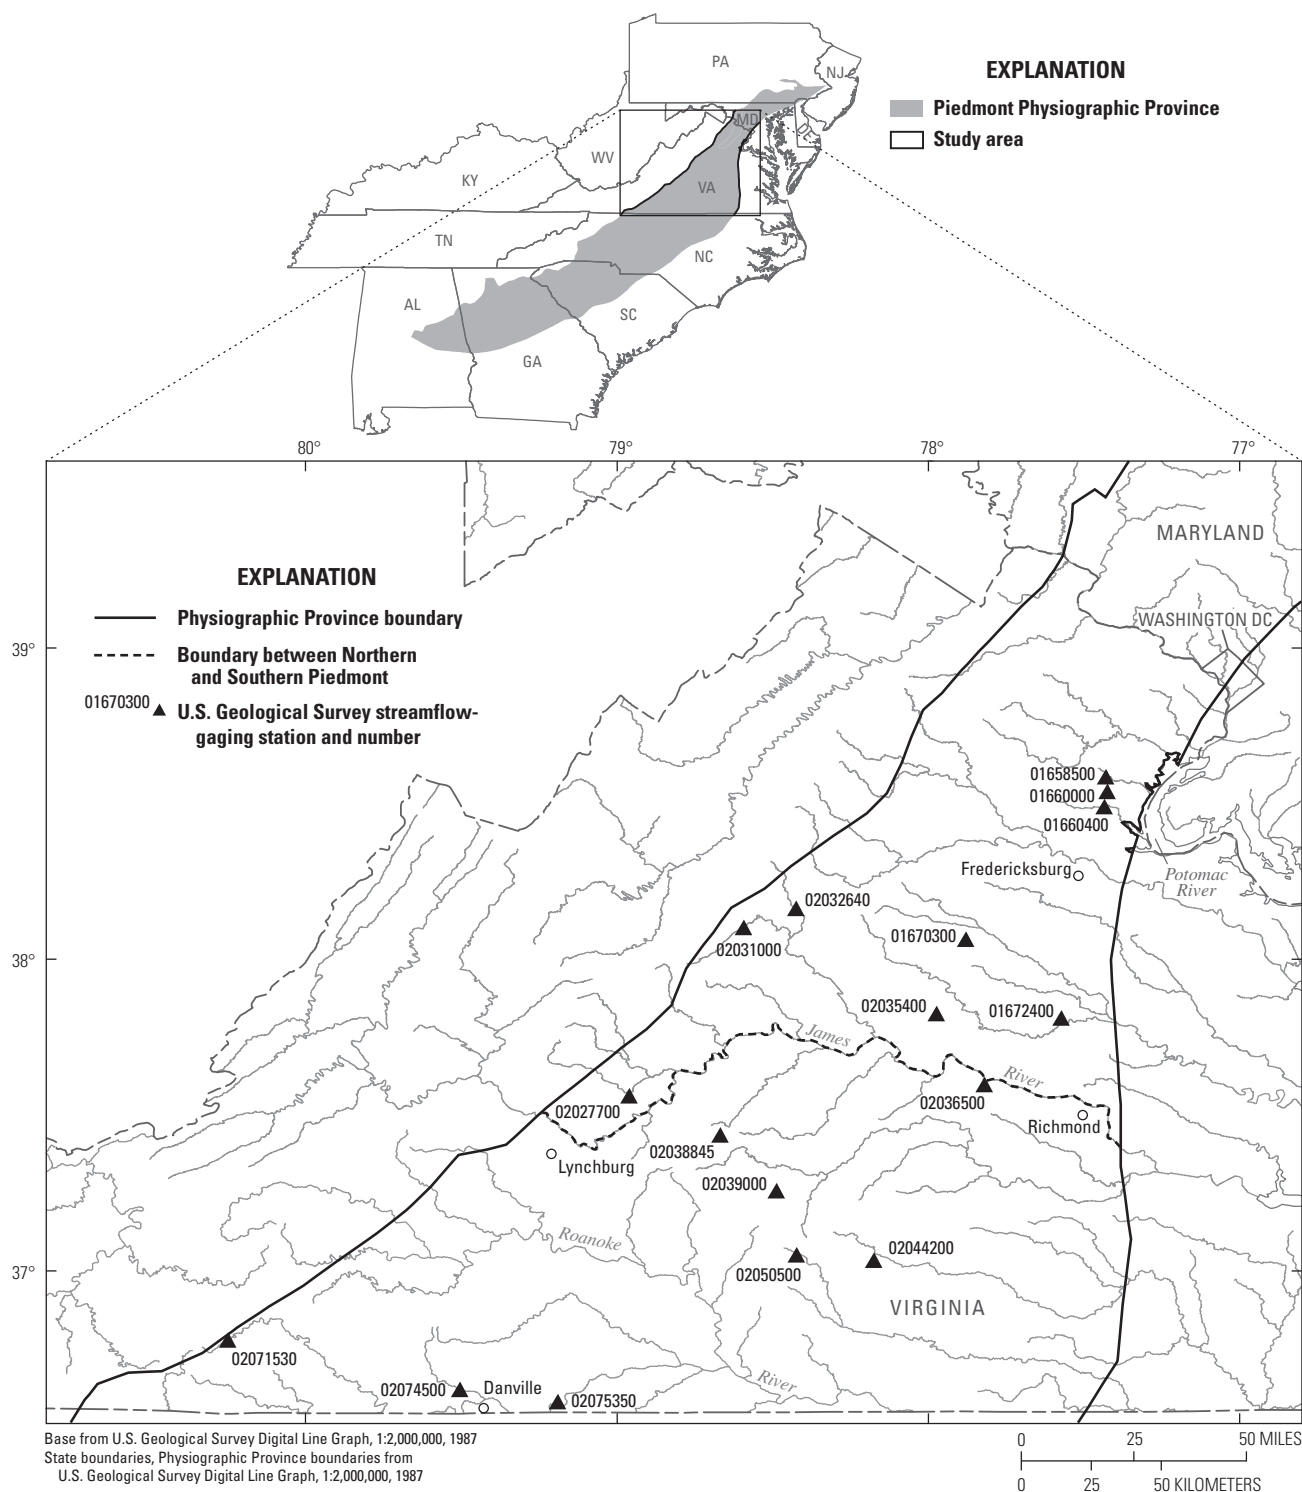 PA
NJ
EXPLANATION
Piedmont Physiographic Province
Study area
MD
DE
WV
KY
VA
TN
NC
AL
SC
GA
80°
79°
78°
77°
MARYLAND
EXPLANATION
Physiographic Province boundary
WASHINGTON DC
39°
Boundary between Northern
and Southern Piedmont
01670300
U.S. Geological Survey streamflow-
gaging station and number
01658500
01660000
01660400
Fredericksburg
Potomac
River
02032640
01670300
02031000
38°
02035400
01672400
James
River
02036500
02027700
Richmond
02038845
Lynchburg
02039000
Roanoke
02044200
37°
02050500
VIRGINIA
02071530
River
02074500
Danville
02075350
Base from U.S. Geological Survey Digital Line Graph, 1:2,000,000, 1987
State boundaries, Physiographic Province boundaries from
U.S. Geological Survey Digital Line Graph, 1:2,000,000, 1987
0 25 50 MILES
0 25 50 KILOMETERS